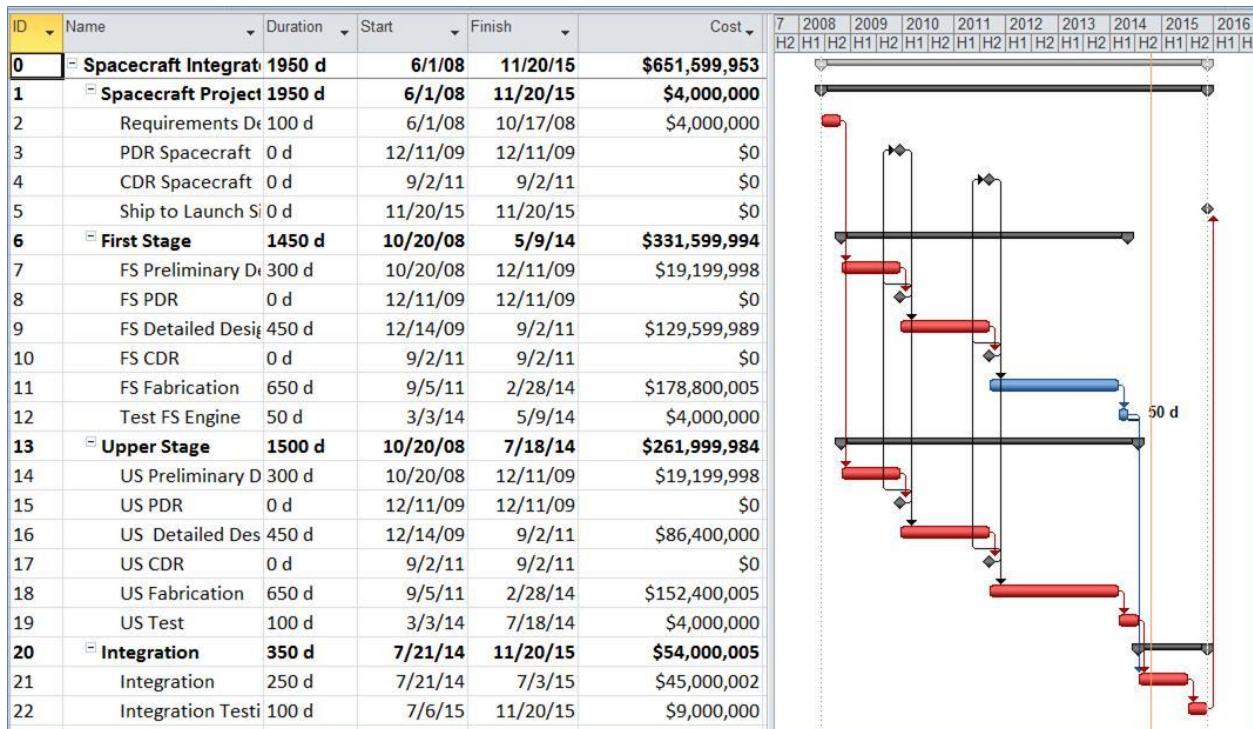 ID Name Duration Start Finish Cost 7 2008 2009 2010 2011 2012 2013 2014 2015 2016
H2 H1 H2 H1 H2 H1 H2 H1 H2 H1 H2 H1 H2 H1 H2 H1 H2 H1 H
0 Spacecraft Integrat 1950 d 6/1/08 11/20/15 $651,599,953
1 Spacecraft Project 1950 d 6/1/08 11/20/15 $4,000,000
2 Requirements De 100 d 6/1/08 10/17/08 $4,000,000
3 PDR Spacecraft 0 d 12/11/09 12/11/09 $0
4 CDR Spacecraft 0 d 9/2/11 9/2/11 $0
5 Ship to Launch Si 0 d 11/20/15 11/20/15 $0
6 First Stage 1450 d 10/20/08 5/9/14 $331,599,994
7 FS Preliminary De 300 d 10/20/08 12/11/09 $19,199,998
8 FS PDR 0 d 12/11/09 12/11/09 $0
9 FS Detailed Desig 450 d 12/14/09 9/2/11 $129,599,989
10 FS CDR 0 d 9/2/11 9/2/11 $0
11 FS Fabrication 650 d 9/5/11 2/28/14 $178,800,005
12 Test FS Engine 50 d 3/3/14 5/9/14 $4,000,000 50 d
13 Upper Stage 1500 d 10/20/08 7/18/14 $261,999,984
14 US Preliminary D 300 d 10/20/08 12/11/09 $19,199,998
15 US PDR 0 d 12/11/09 12/11/09 $0
16 US Detailed Des 450 d 12/14/09 9/2/11 $86,400,000
17 US CDR 0 d 9/2/11 9/2/11 $0
18 US Fabrication 650 d 9/5/11 2/28/14 $152,400,005
19 US Test 100 d 3/3/14 7/18/14 $4,000,000
20 Integration 350 d 7/21/14 11/20/15 $54,000,005
21 Integration 250 d 7/21/14 7/3/15 $45,000,002
22 Integration Testi 100 d 7/6/15 11/20/15 $9,000,000